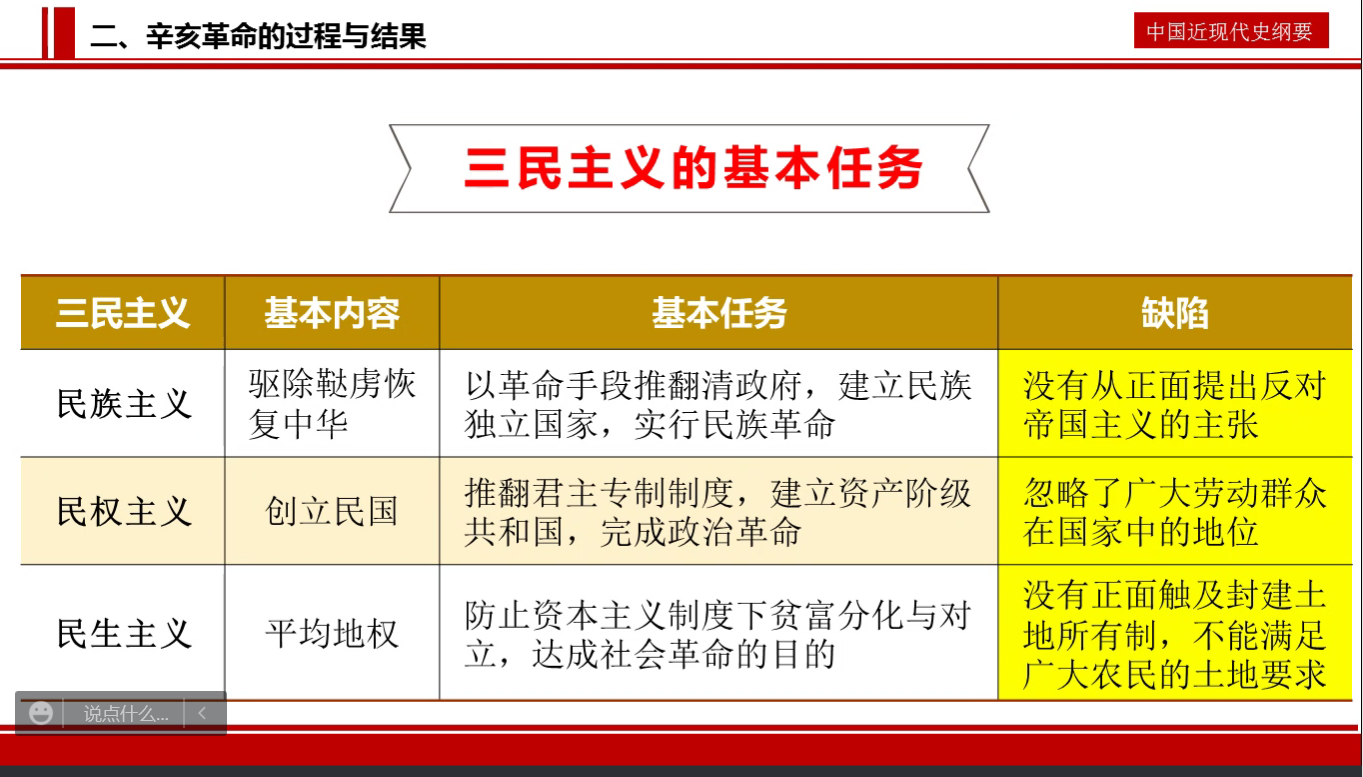 二、辛亥革命的过程与结果
中国近现代史纲要
三民主义的基本任务
三民主义
基本内容
基本任务
缺陷
民族主义
驱除鞑虏恢
复中华
以革命手段推翻清政府，建立民族
独立国家，实行民族革命
没有从正面提出反对
帝国主义的主张
民权主义
创立民国
推翻君主专制制度，建立资产阶级
共和国，完成政治革命
忽略了广大劳动群众
在国家中的地位
民生主义
平均地权
防止资本主义制度下贫富分化与对
立，达成社会革命的目的
没有正面触及封建土
地所有制，不能满足
广大农民的土地要求
说点什么...